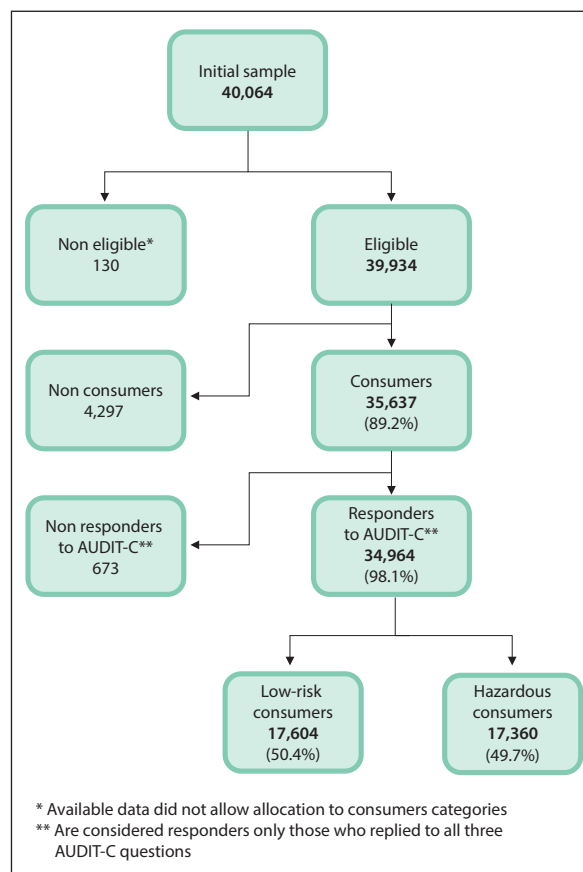 Initial sample
40,064
Non eligible*
130
Eligible
39,934
Non consumers
4,297
Consumers
35,637
(89.2%)
Non responders
to AUDIT-C**
673
Responders
to AUDIT-C**
34,964
(98.1%)
Low-risk
consumers
17,604
(50.4%)
Hazardous
consumers
17,360
(49.7%)
* Available data did not allow allocation to consumers categories
** Are considered responders only those who replied to all three
AUDIT-C questions